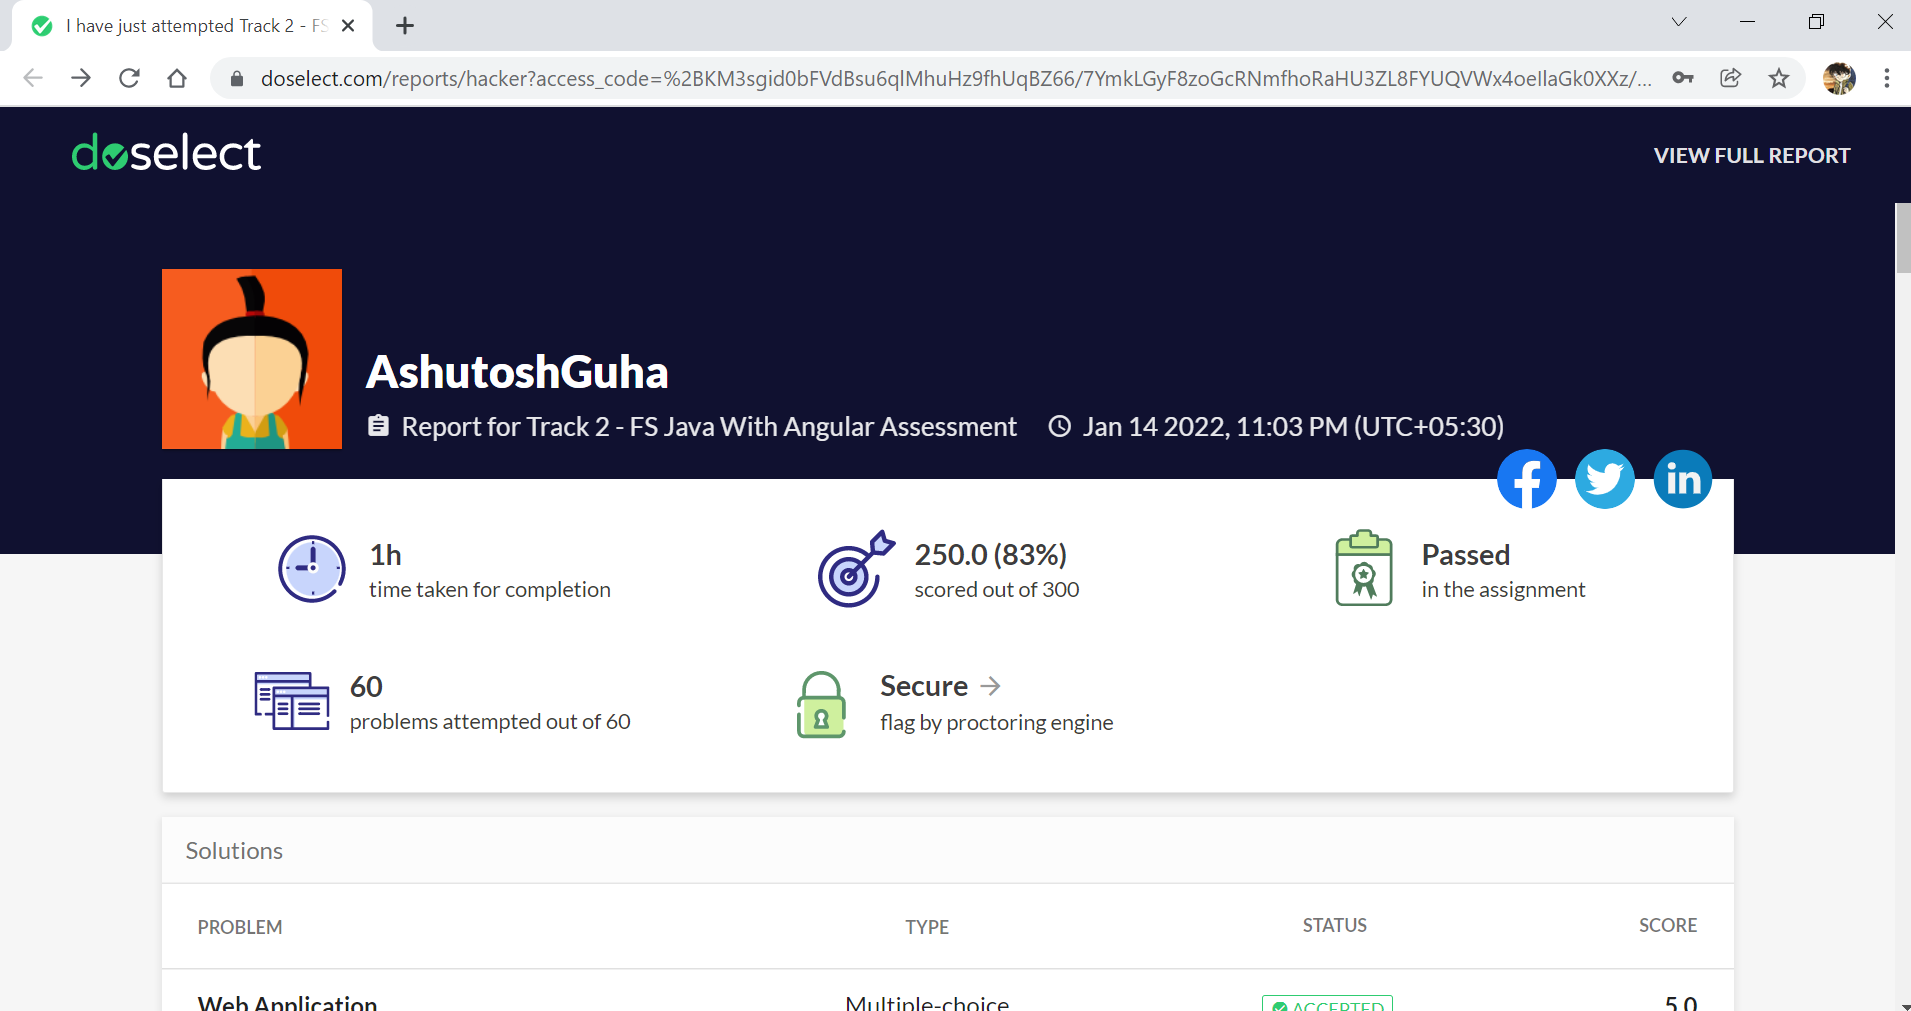 I have just attempted Track 2 - FS
doselect.com/reports/hacker?access_code=%2BKM3sgid0bFVdBsu6qlMhuHz9fhUqBZ66/7YmkLGyF8zoGcRNmfhoRaHU3ZL8FYUQVWx4oeIlaGk0XXz/...
doselect
VIEW FULL REPORT
AshutoshGuha
Report for Track 2 - FS Java With Angular Assessment Jan 14 2022, 11:03 PM (UTC+05:30)
1h
time taken for completion
250.0 (83%)
scored out of 300
Passed
in the assignment
60
problems attempted out of 60
Secure →
flag by proctoring engine
Solutions
PROBLEM TYPE STATUS SCORE
Web Application Multiple-choice ACCEPTED 5.0